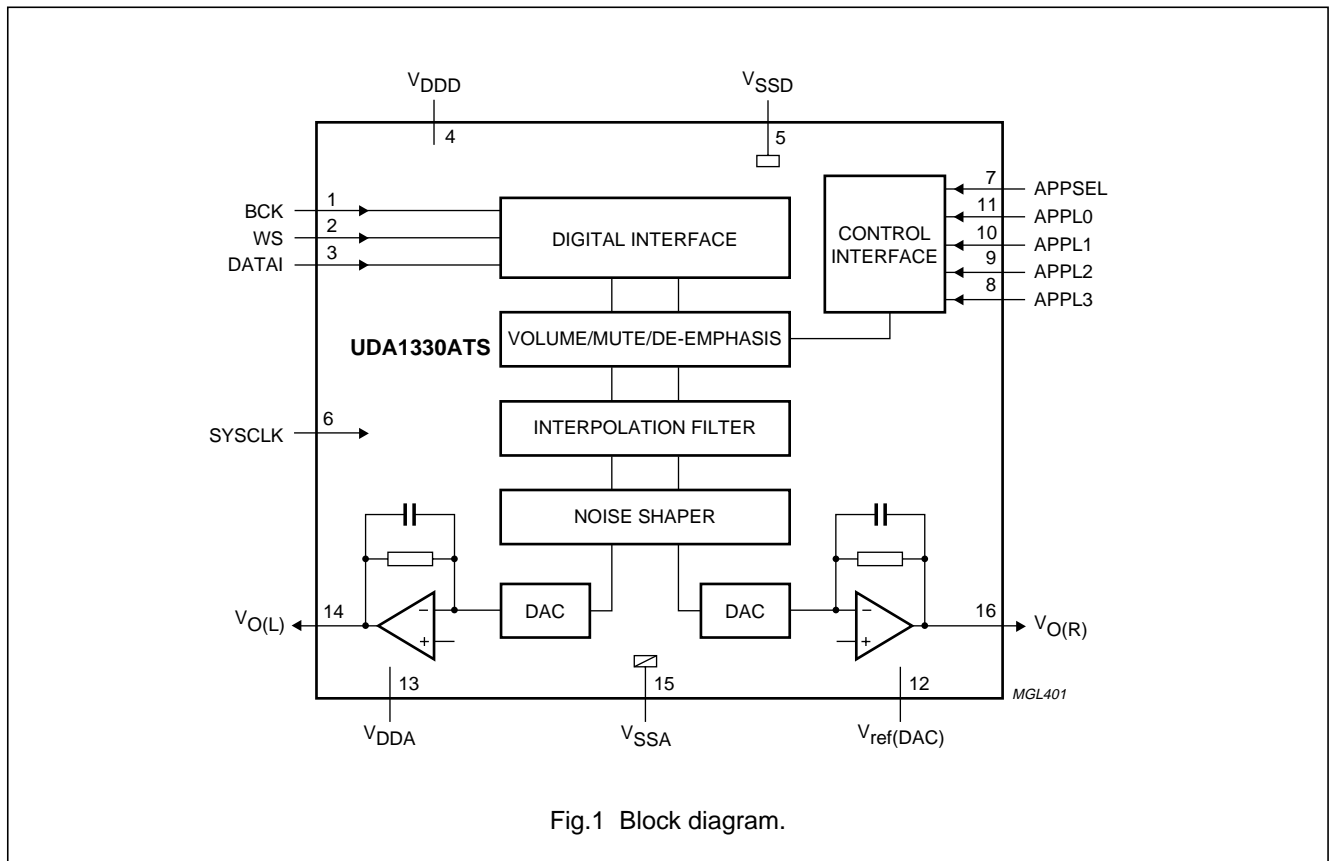 VDDD VSSD
4 5
7 APPSEL
1 BCK
11 APPL0
2 WS
DIGITAL INTERFACE
CONTROL INTERFACE
10 APPL1
3 DATAI
9 APPL2
8 APPL3
UDA1330ATS
VOLUME/MUTE/DE-EMPHASIS
6
SYSCLK
INTERPOLATION FILTER
NOISE SHAPER
VO(L) 14
−
+
DAC
DAC
−
+
16 VO(R)
13 15 12
MGL401
VDDA VSSA Vref(DAC)
Fig.1 Block diagram.